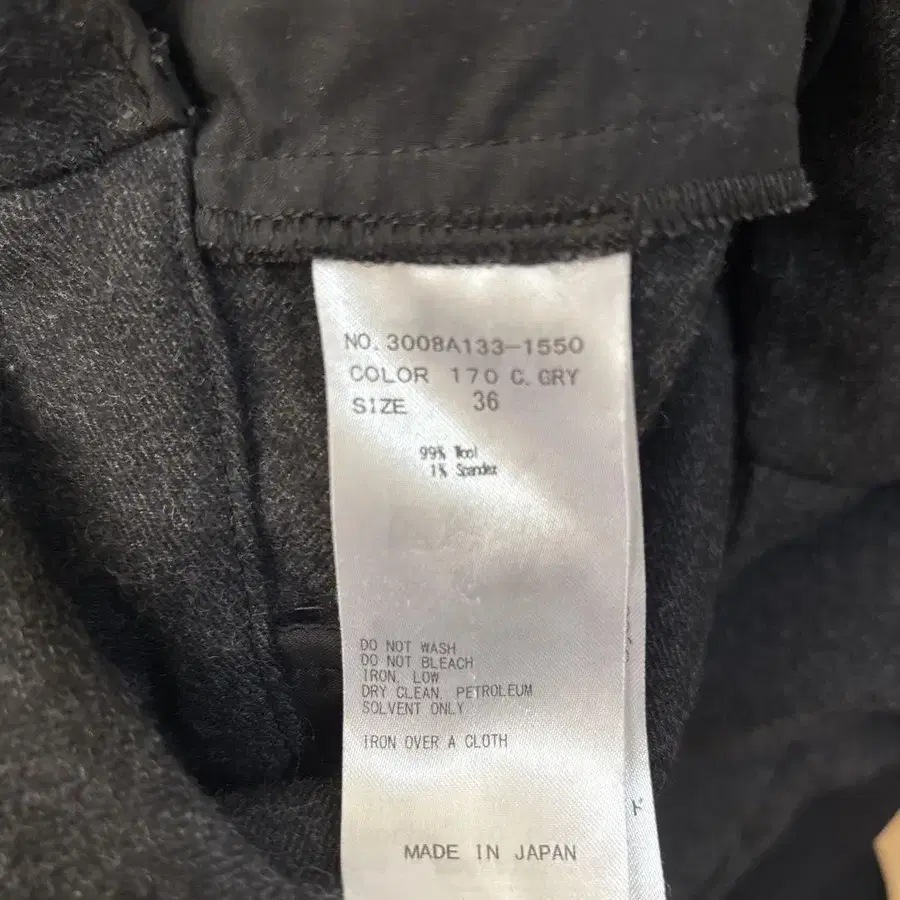 NO. 3008A133-1550
COLOR 170 C. GRY
SIZE 36
99% Wool
1% Spandex
DO NOT WASH
DO NOT BLEACH
IRON, LOW
DRY CLEAN, PETROLEUM
SOLVENT ONLY
IRON OVER A CLOTH
MADE IN JAPAN